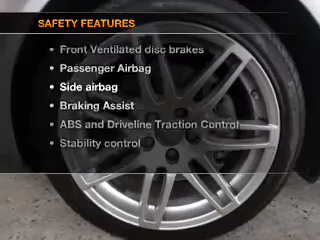 SAFETY FEATURES
• Front Ventilated disc brakes
• Passenger Airbag
• Side airbag
• Braking Assist
• ABS and Driveline Traction Control
• Stability control